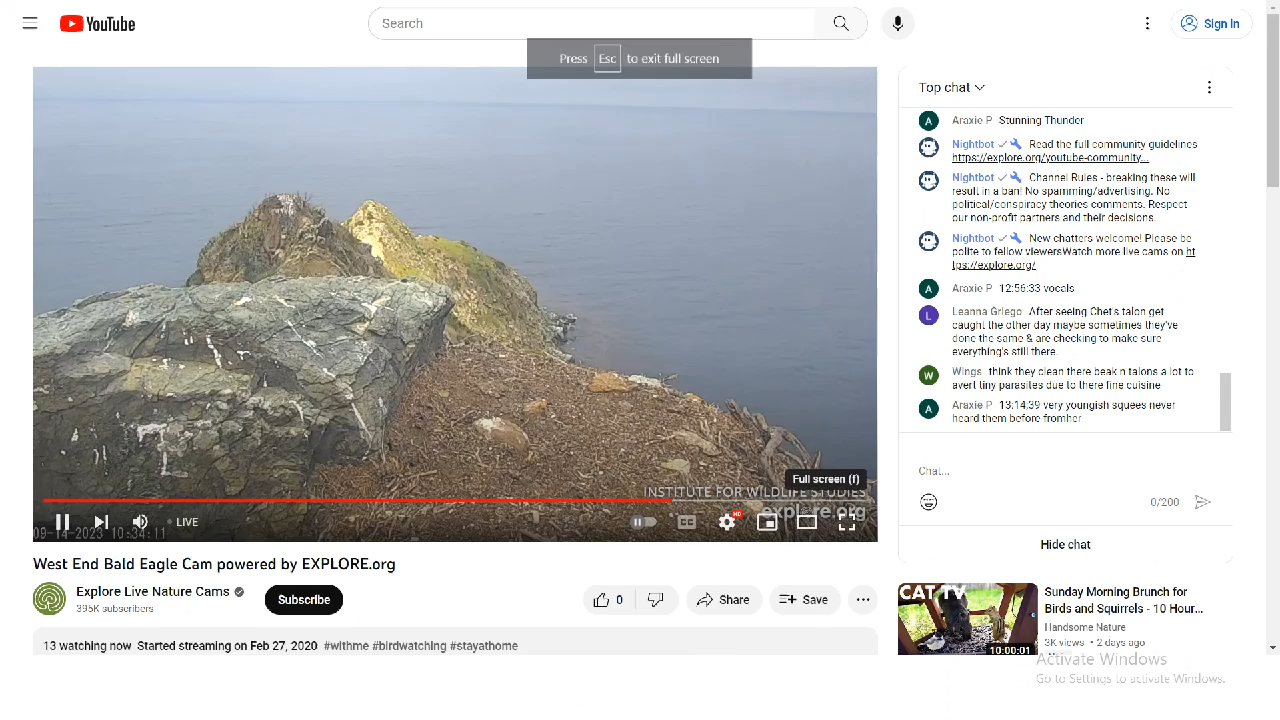 YouTube
Search
Sign in
Press Esc to exit full screen
INSTITUTE FOR WILDLIFE STUDIES
explore.org
Full screen (f)
LIVE
CC
HD
09-14-2023 10:34:11
West End Bald Eagle Cam powered by EXPLORE.org
Explore Live Nature Cams
395K subscribers
Subscribe
0
Share
Save
13 watching now Started streaming on Feb 27, 2020 #withme #birdwatching #stayathome
Top chat
A Araxie P Stunning Thunder
Nightbot Read the full community guidelines
https://explore.org/youtube-community...
Nightbot Channel Rules - breaking these will
result in a ban! No spamming/advertising. No
political/conspiracy theories comments. Respect
our non-profit partners and their decisions.
Nightbot New chatters welcome! Please be
polite to fellow viewersWatch more live cams on ht
tps://explore.org/
A Araxie P 12:56:33 vocals
L Leanna Griego After seeing Chet's talon get
caught the other day maybe sometimes they've
done the same & are checking to make sure
everything's still there.
W Wings think they clean there beak n talons a lot to
avert tiny parasites due to there fine cuisine
A Araxie P 13:14:39 very youngish squees never
heard them before fromher
Chat...
0/200
Hide chat
CAT TV
10:00:01
Sunday Morning Brunch for
Birds and Squirrels - 10 Hour...
Handsome Nature
3K views • 2 days ago
Activate Windows
Go to Settings to activate Windows.